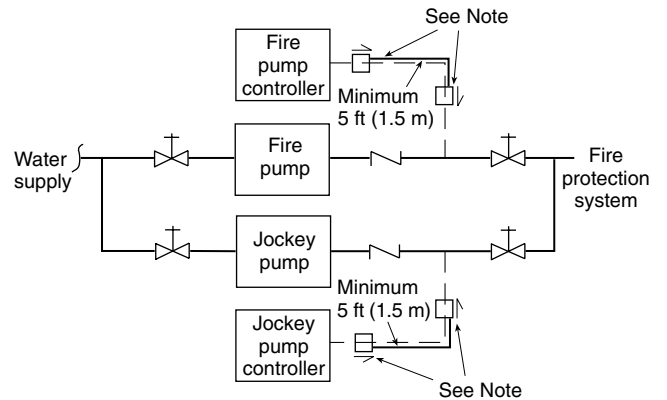 See Note
Fire
pump
controller
Minimum
5 ft (1.5 m)
Water
supply
Fire
pump
Fire
protection
system
Jockey
pump
Minimum
5 ft (1.5 m)
Jockey
pump
controller
See Note